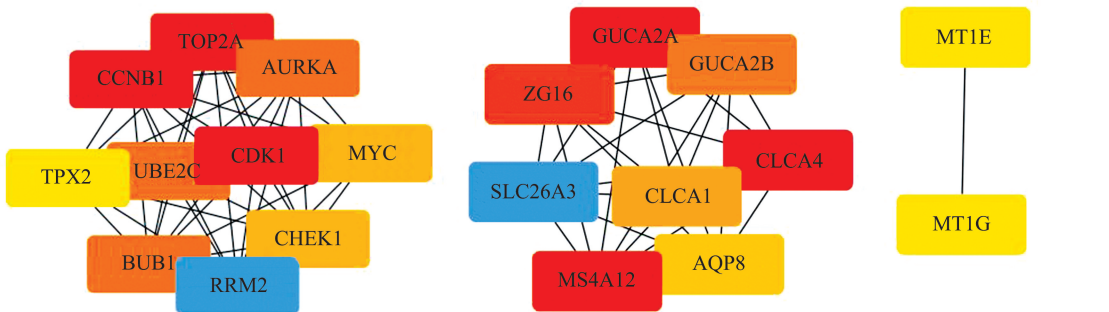 TOP2A
CCNB1
AURKA
CDK1
MYC
UBE2C
TPX2
CHEK1
BUB1
RRM2
GUCA2A
GUCA2B
ZG16
CLCA4
SLC26A3
CLCA1
AQP8
MS4A12
MT1E
MT1G